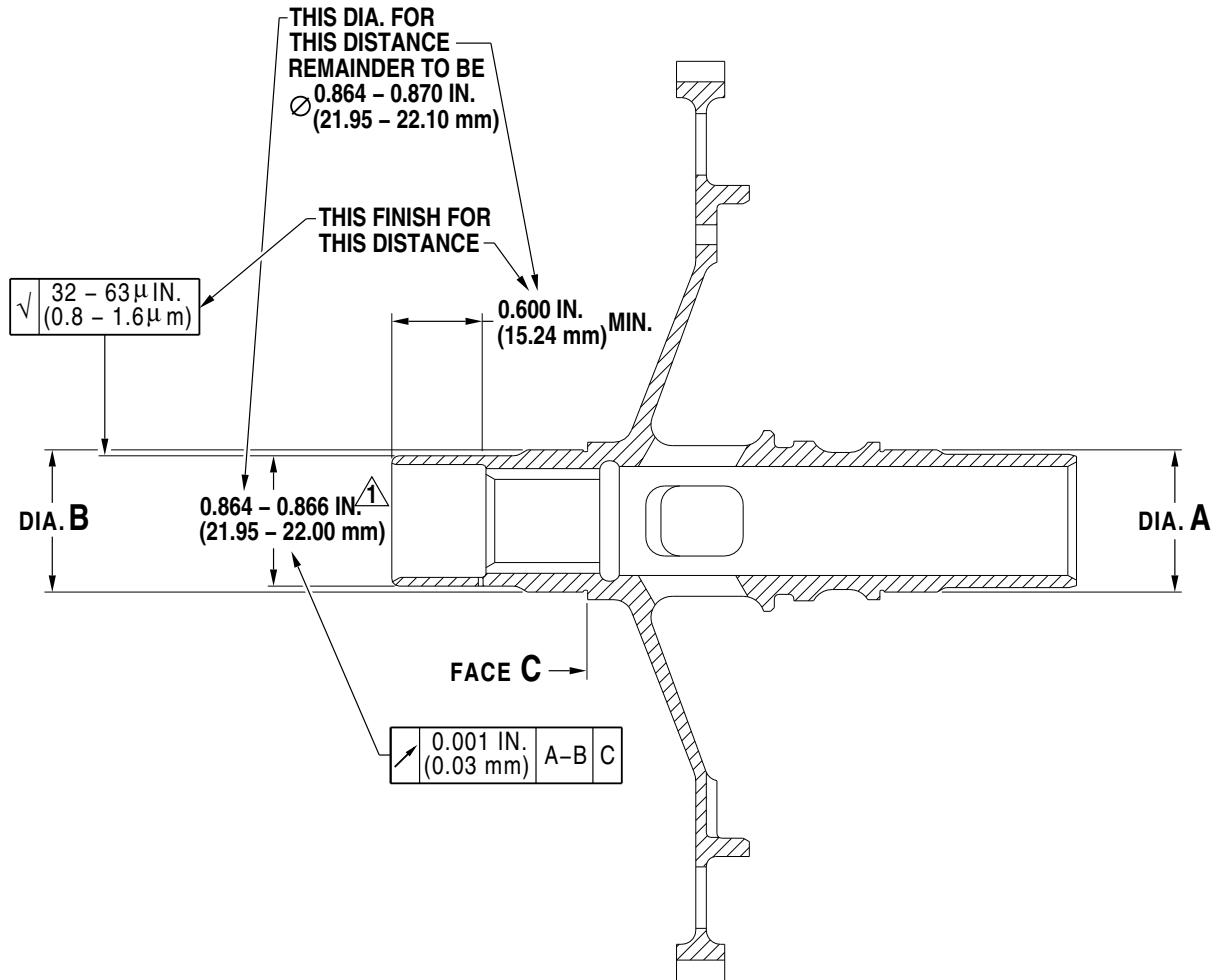 THIS DIA. FOR
THIS DISTANCE
REMAINDER TO BE
∅ 0.864 – 0.870 IN.
(21.95 – 22.10 mm)
THIS FINISH FOR
THIS DISTANCE
√ 32 – 63 µ IN.
(0.8 – 1.6 µ m)
0.600 IN.
(15.24 mm) MIN.
0.864 – 0.866 IN. 1
(21.95 – 22.00 mm)
DIA. B
DIA. A
FACE C
0.001 IN.
(0.03 mm) A–B C